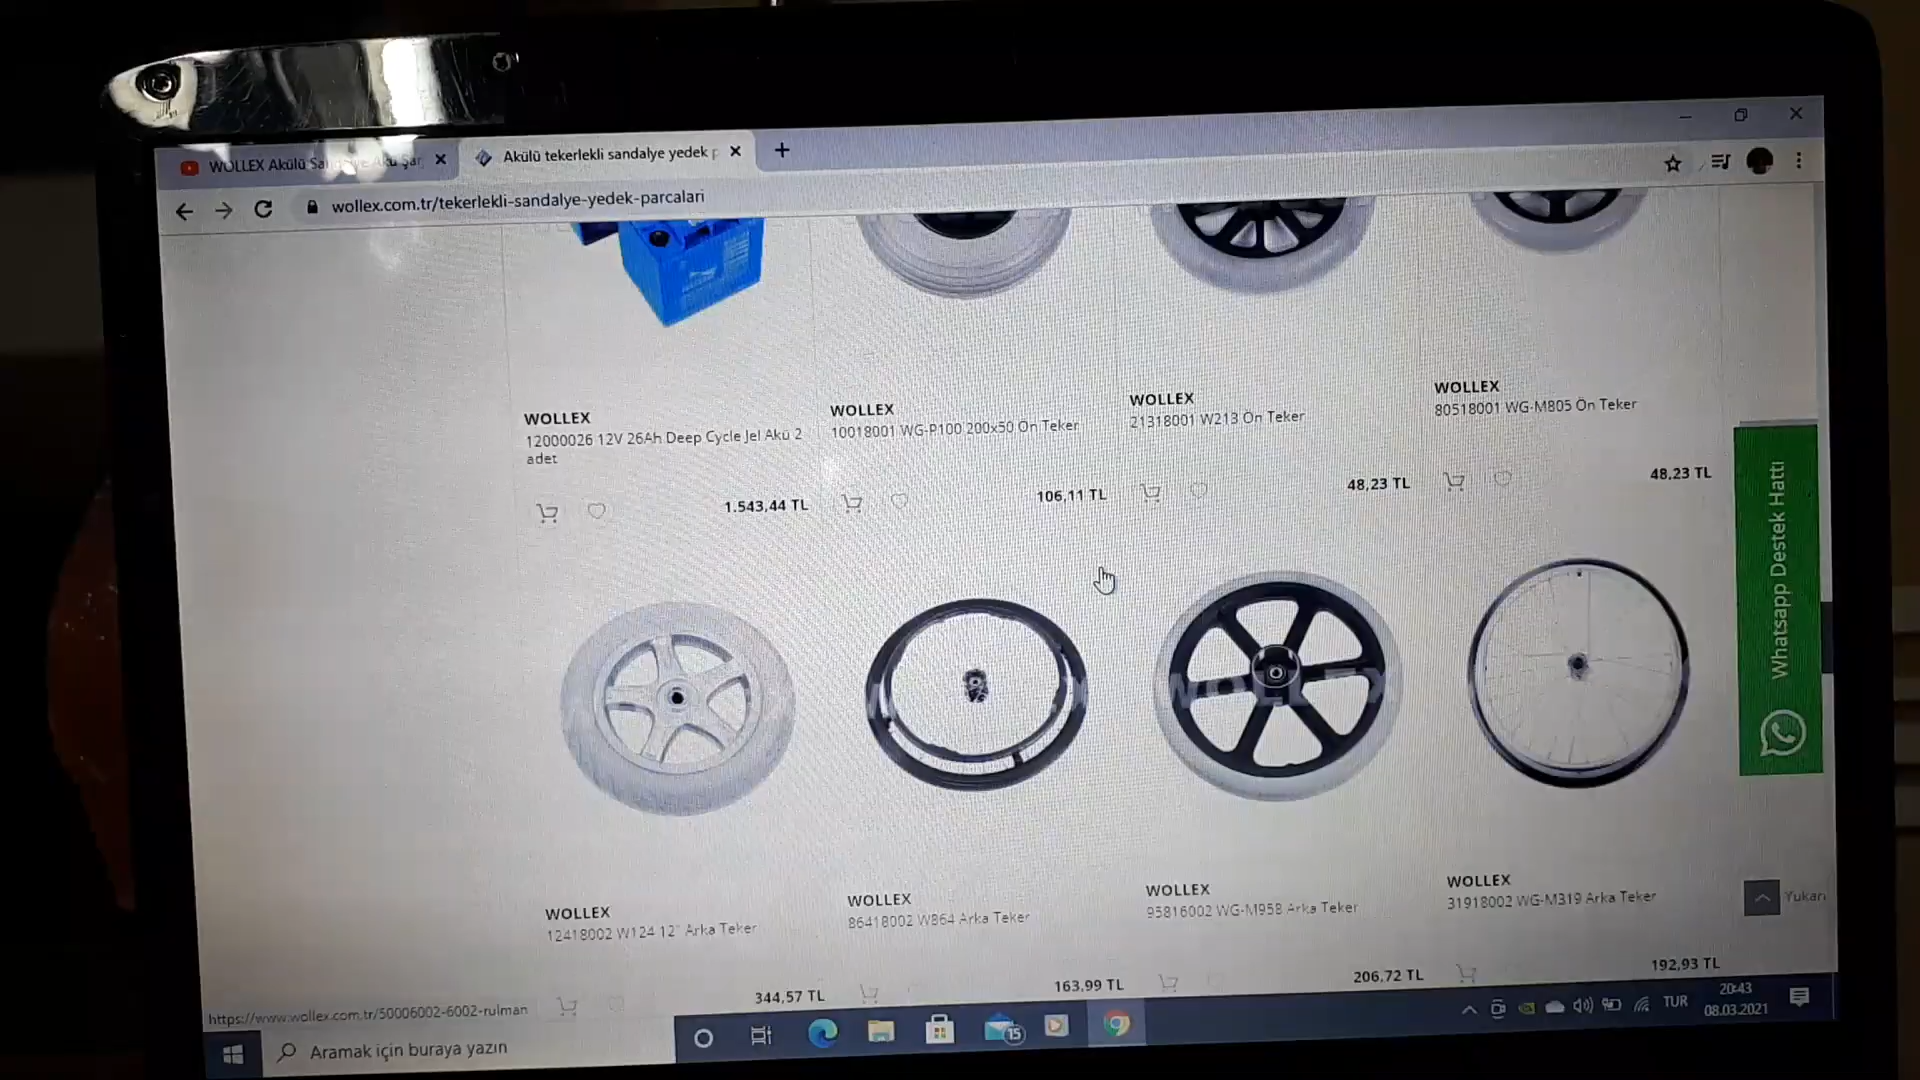 WOLLEX Akülü Sandalye Akü Şar
Akülü tekerlekli sandalye yedek p
wollex.com.tr/tekerlekli-sandalye-yedek-parcalari
WOLLEX
12000026 12V 26Ah Deep Cycle Jel Akü 2
adet
1.543,44 TL
WOLLEX
10018001 WG-P100 200x50 Ön Teker
106,11 TL
WOLLEX
21318001 W213 Ön Teker
48,23 TL
WOLLEX
80518001 WG-M805 Ön Teker
48,23 TL
Whatsapp Destek Hattı
WOLLEX
WOLLEX
12418002 W124 12" Arka Teker
344,57 TL
WOLLEX
86418002 W864 Arka Teker
163,99 TL
WOLLEX
95816002 WG-M958 Arka Teker
206,72 TL
WOLLEX
31918002 WG-M319 Arka Teker
192,93 TL
Yukarı
https://www.wollex.com.tr/50006002-6002-rulman
Aramak için buraya yazın
15
TUR
20:43
08.03.2021